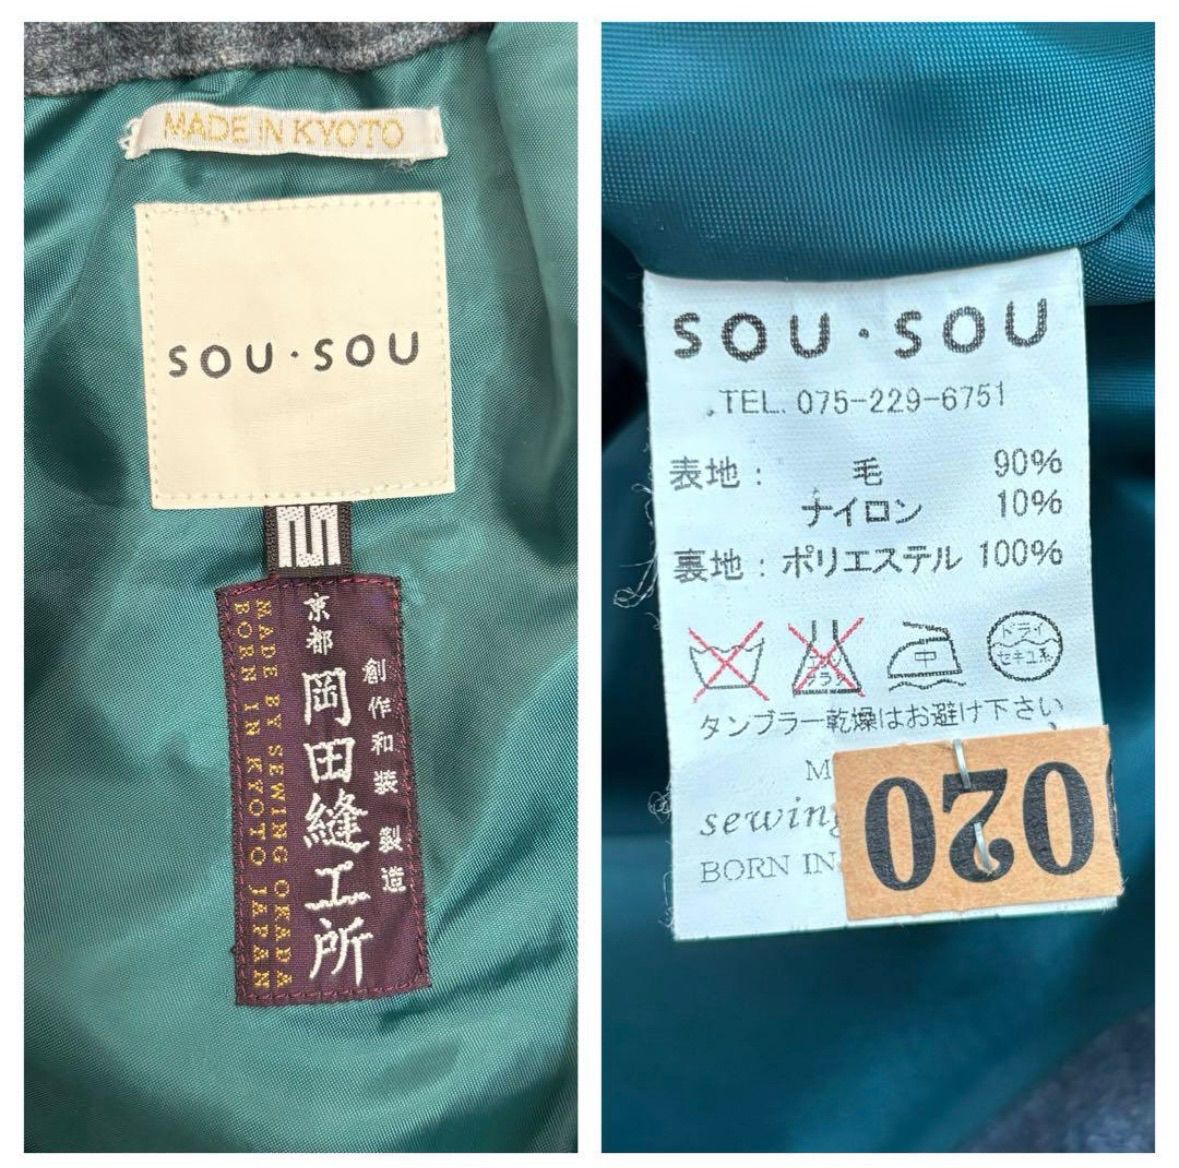 MADE IN KYOTO
SOU・SOU
京都 岡田縫工所
創作和装 製造
MADE BY SEWING OKADA
BORN IN KYOTO JAPAN
SOU・SOU
TEL. 075-229-6751
表地: 毛 90%
ナイロン 10%
裏地: ポリエステル 100%
中
ドライ
セキユ系
タンブラー乾燥はお避け下さい
M
sewing
BORN IN
020